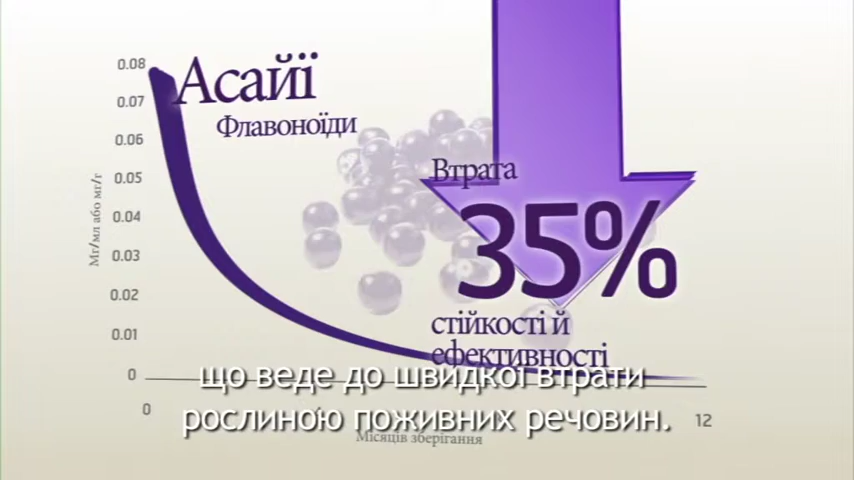 0.08
0.07
0.06
0.05
0.04
0.03
0.02
0.01
0
Мг/мл або мг/г
Асайї
Флавоноїди
Втрата
35%
стійкості й
ефективності
що веде до швидкої втрати
рослиною поживних речовин.
0
12
Місяців зберігання